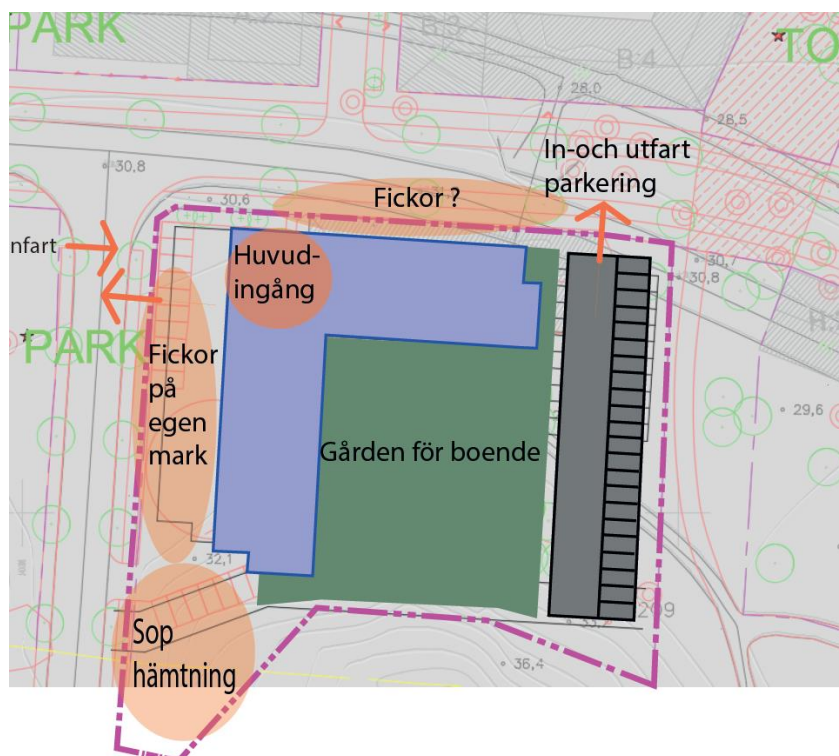 PARK
B:3
B:4
TO
28.0
28,5
30,8
30,6
Fickor ?
In-och utfart
parkering
nfart
Huvud-
ingång
30,7
30,8
PARK
Fickor
på
egen
mark
Gården för boende
29,6
32,1
209
33,2
36,4
Sop
hämtning